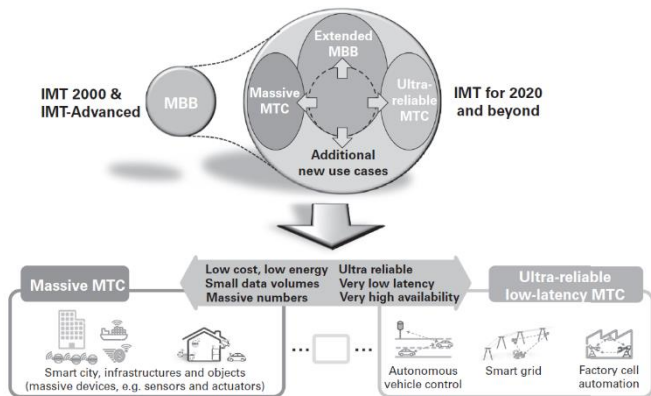 Extended
MBB
IMT 2000 &
IMT-Advanced
MBB
Massive
MTC
Ultra-
reliable
MTC
IMT for 2020
and beyond
Additional
new use cases
Massive MTC
Low cost, low energy
Small data volumes
Massive numbers
Ultra reliable
Very low latency
Very high availability
Ultra-reliable
low-latency MTC
Smart city, infrastructures and objects
(massive devices, e.g. sensors and actuators)
...
...
Autonomous
vehicle control
Smart grid
Factory cell
automation